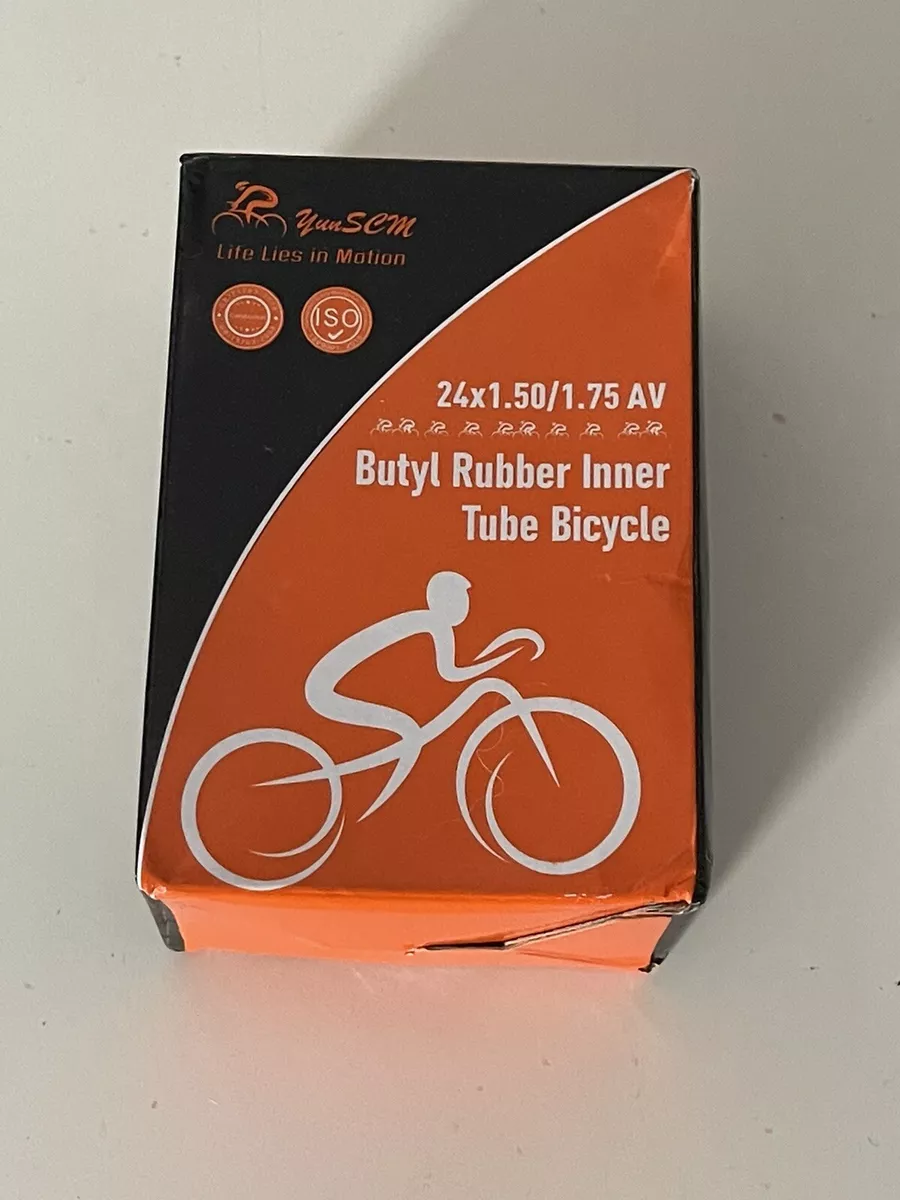 YunSCM
Life Lies in Motion
ISO
24x1.50/1.75 AV
Butyl Rubber Inner
Tube Bicycle